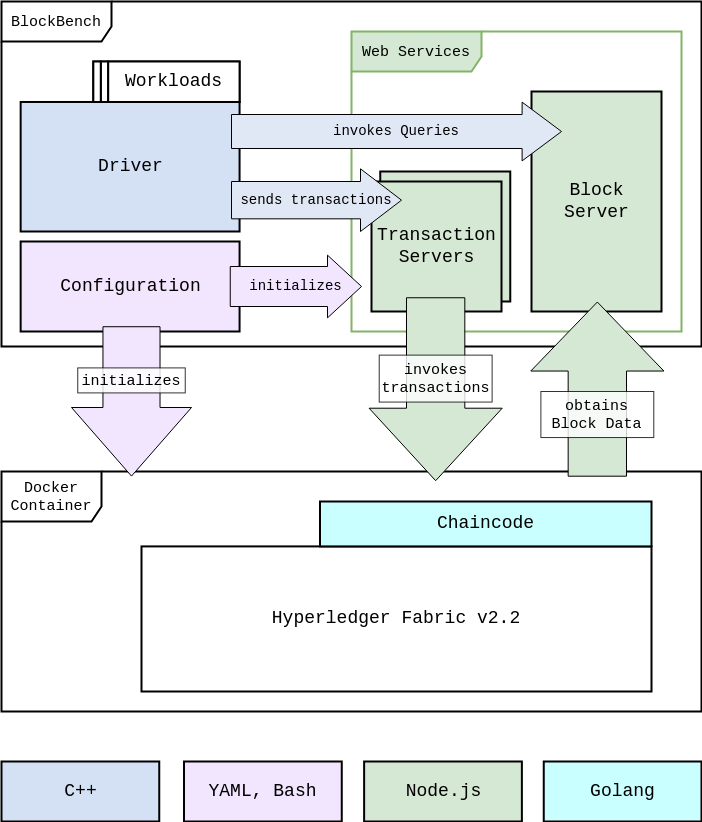 BlockBench
Web Services
Workloads
Driver
invokes Queries
Block
Server
sends transactions
Transaction
Servers
Configuration
initializes
initializes
invokes
transactions
obtains
Block Data
Docker
Container
Chaincode
Hyperledger Fabric v2.2
C++
YAML, Bash
Node.js
Golang